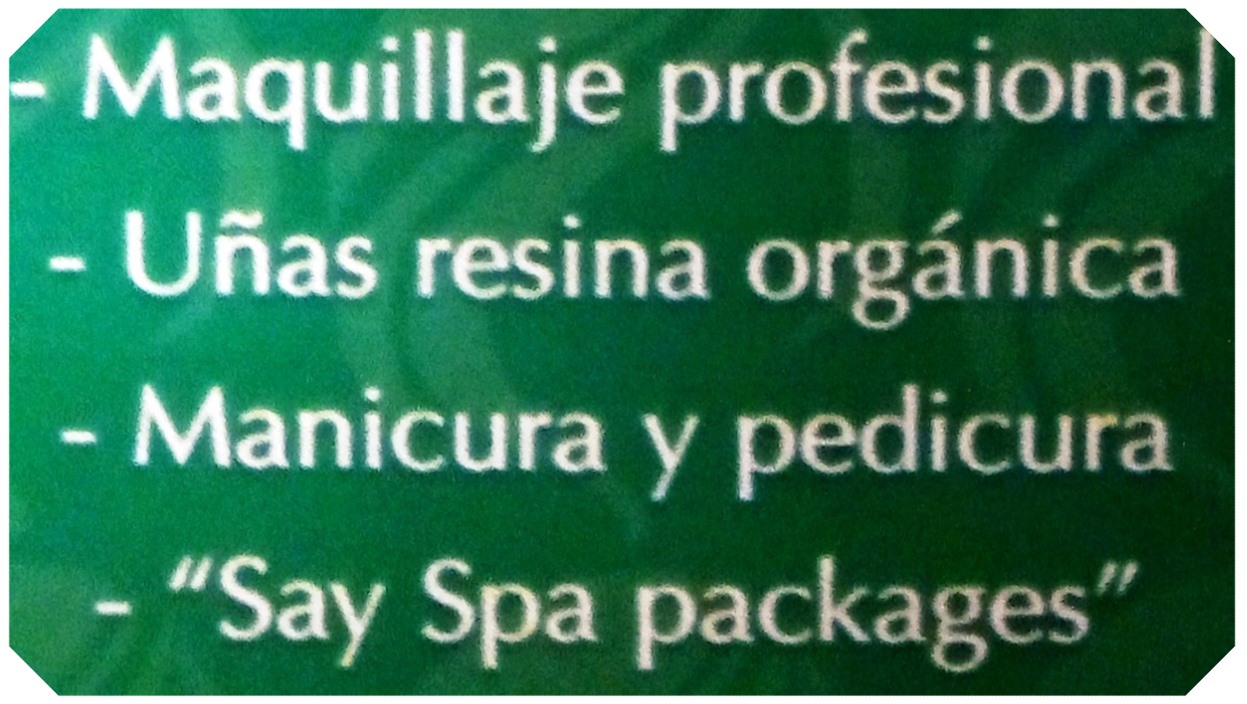 - Maquillaje profesional
- Uñas resina orgánica
- Manicura y pedicura
- “Say Spa packages”